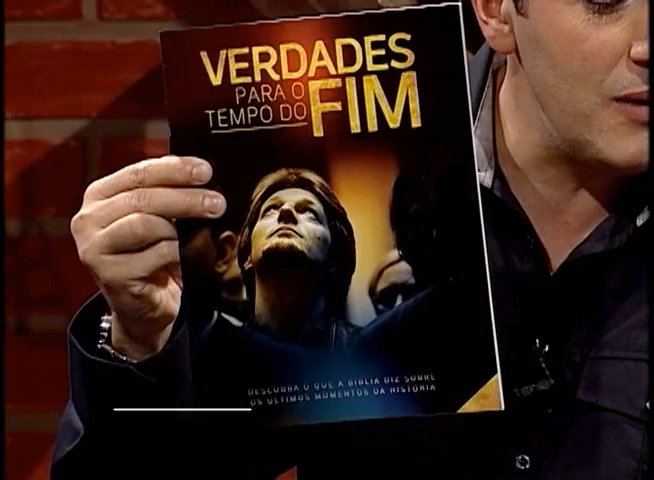 VERDADES
PARA O
TEMPO DO FIM
DESCUBRA O QUE A BÍBLIA DIZ SOBRE
OS ÚLTIMOS MOMENTOS DA HISTÓRIA